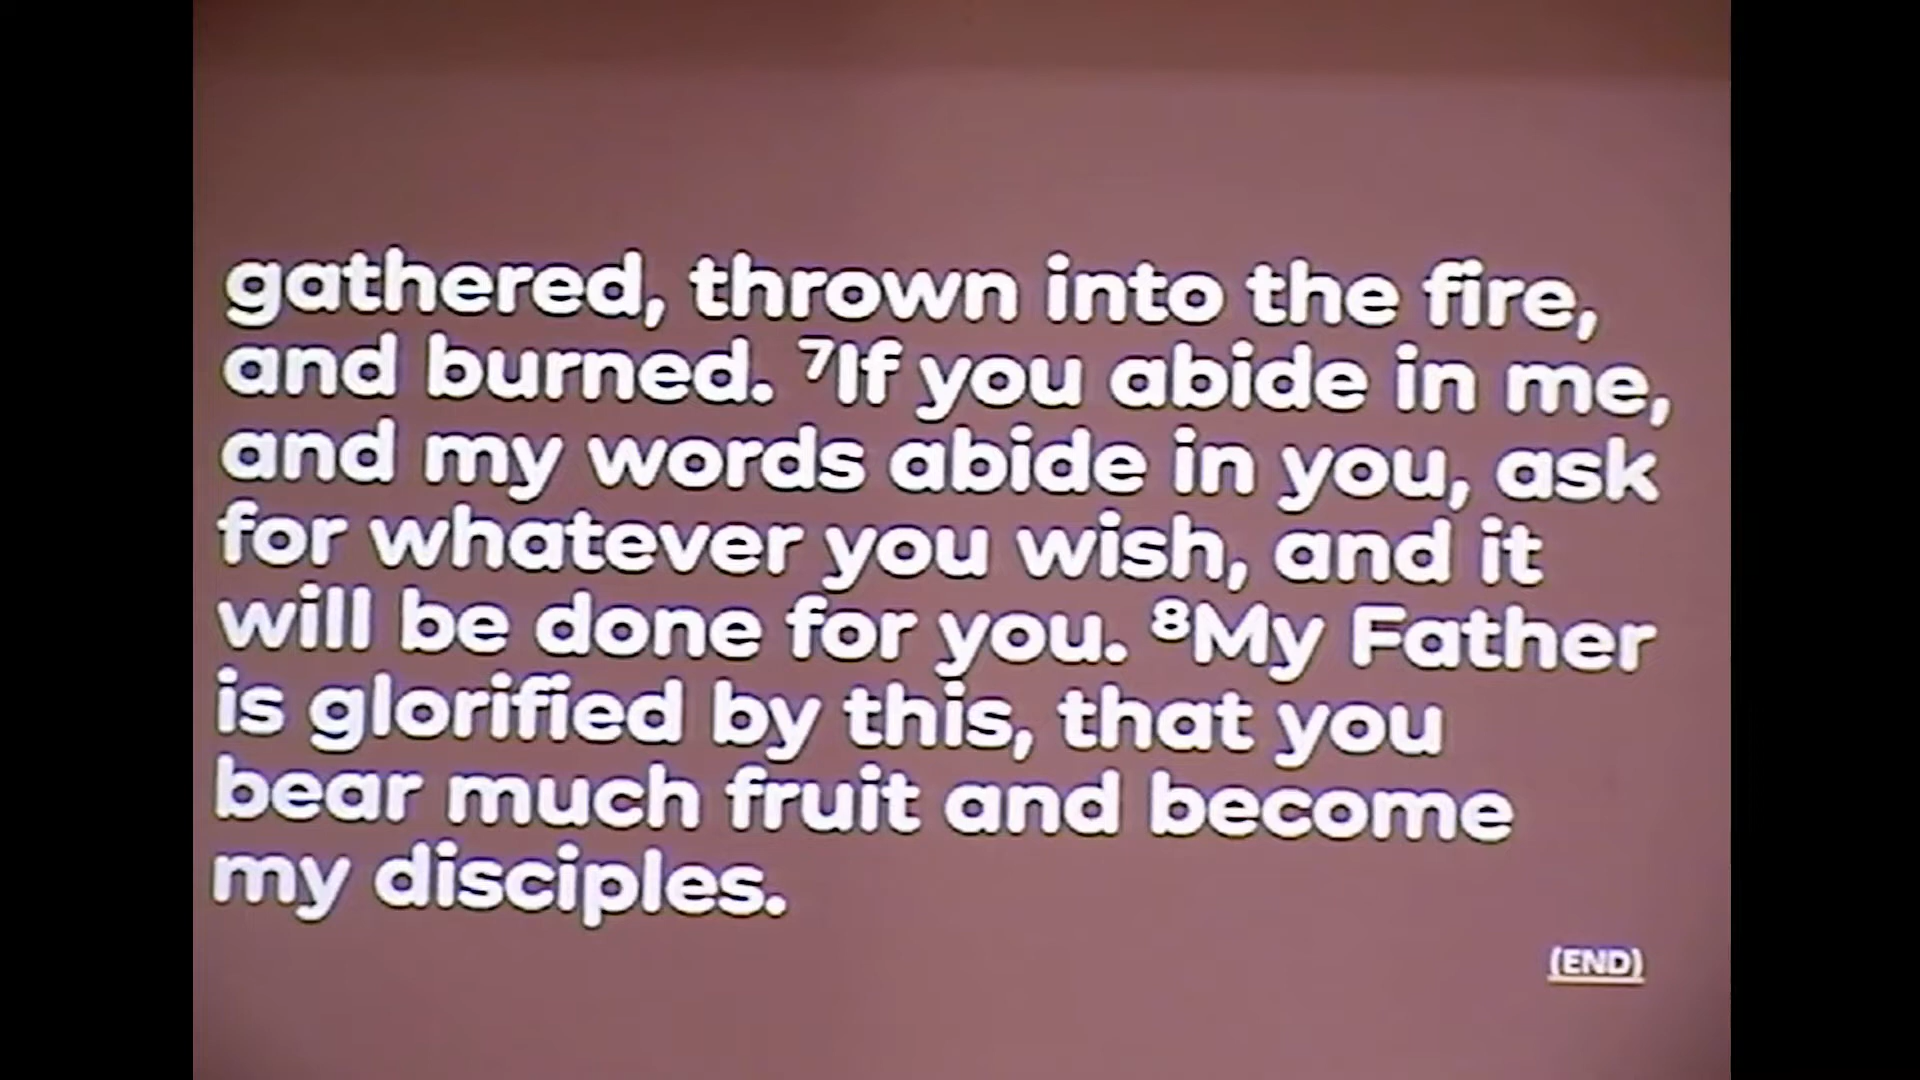 gathered, thrown into the fire,
and burned. ⁷If you abide in me,
and my words abide in you, ask
for whatever you wish, and it
will be done for you. ⁸My Father
is glorified by this, that you
bear much fruit and become
my disciples.
(END)